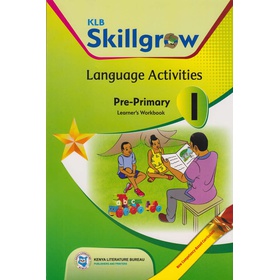 KLB
Skillgrow
Language Activities
Pre-Primary 1
Learner's Workbook
KENYA LITERATURE BUREAU